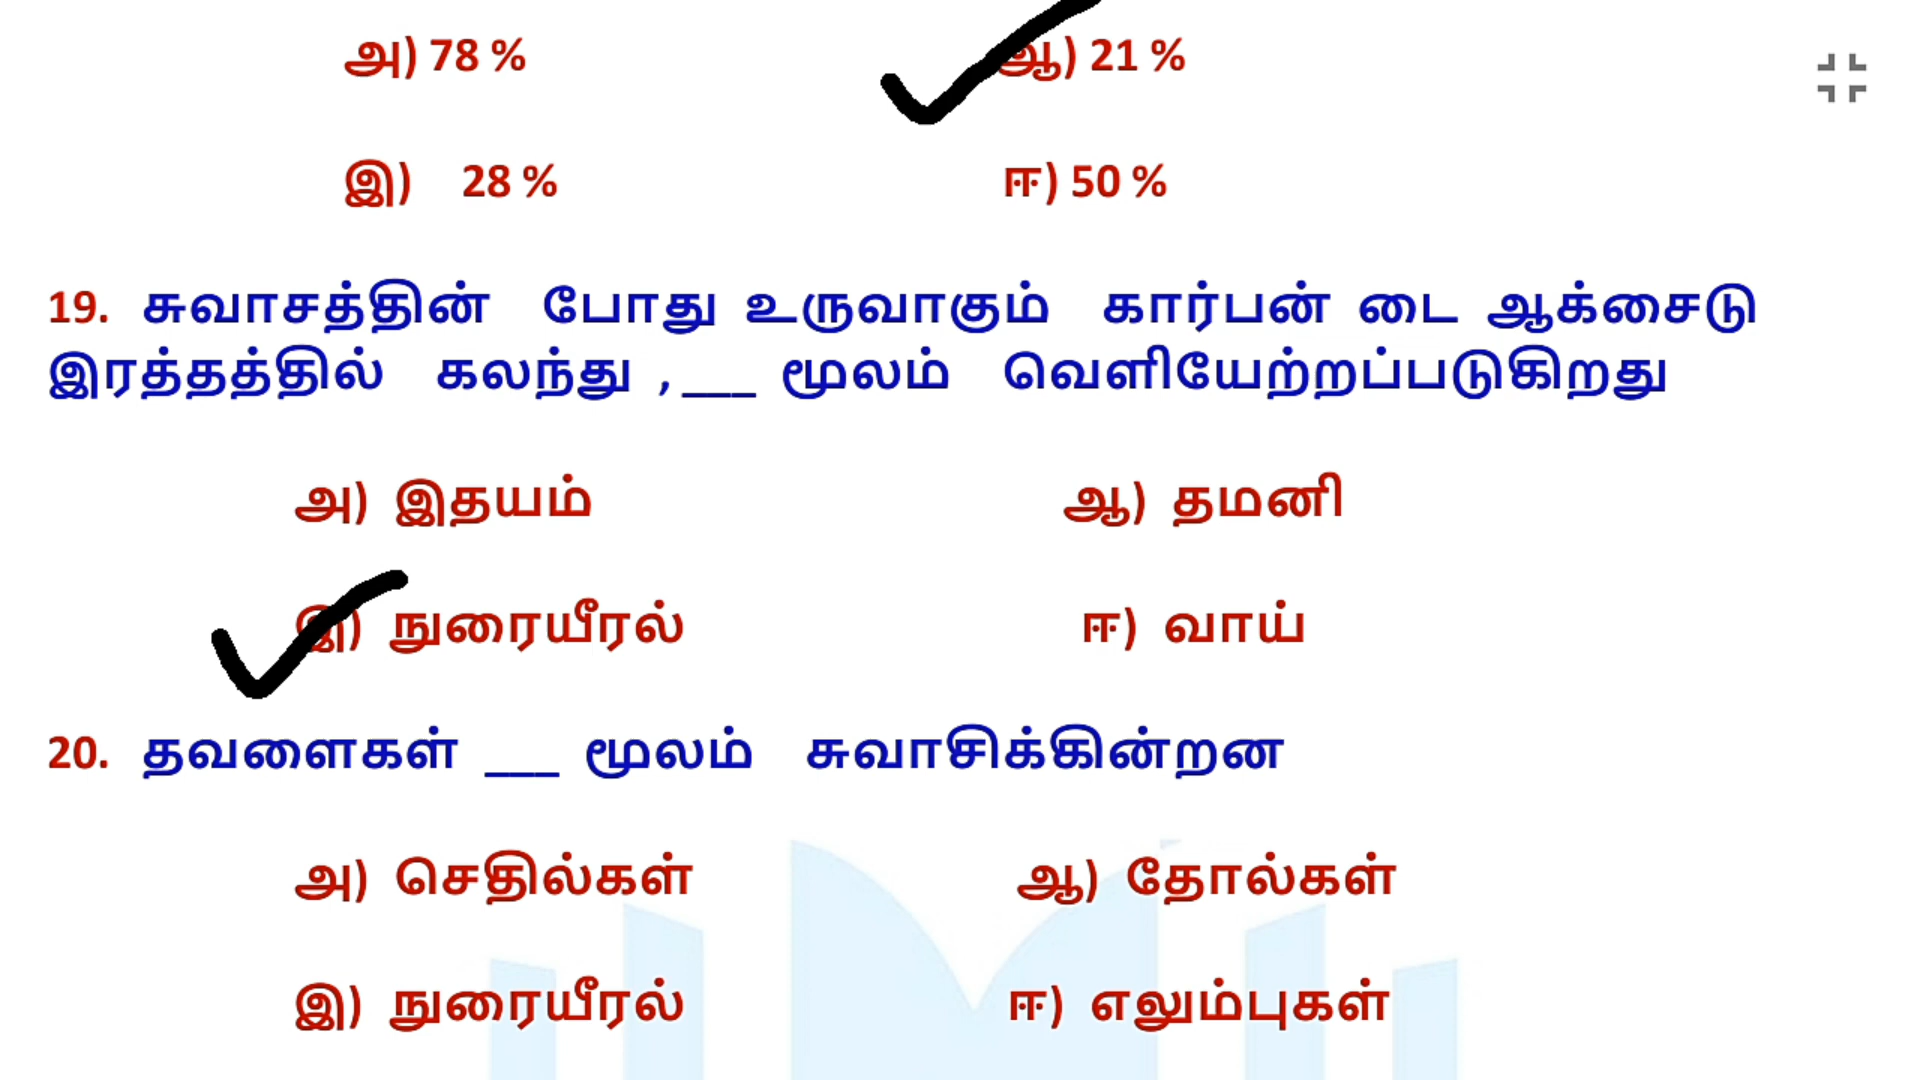 அ) 78 % ஆ) 21 %
இ) 28 % ஈ) 50 %
19. சுவாசத்தின் போது உருவாகும் கார்பன் டை ஆக்சைடு
இரத்தத்தில் கலந்து , ___ மூலம் வெளியேற்றப்படுகிறது
அ) இதயம் ஆ) தமனி
இ) நுரையீரல் ஈ) வாய்
20. தவளைகள் ___ மூலம் சுவாசிக்கின்றன
அ) செதில்கள் ஆ) தோல்கள்
இ) நுரையீரல் ஈ) எலும்புகள்